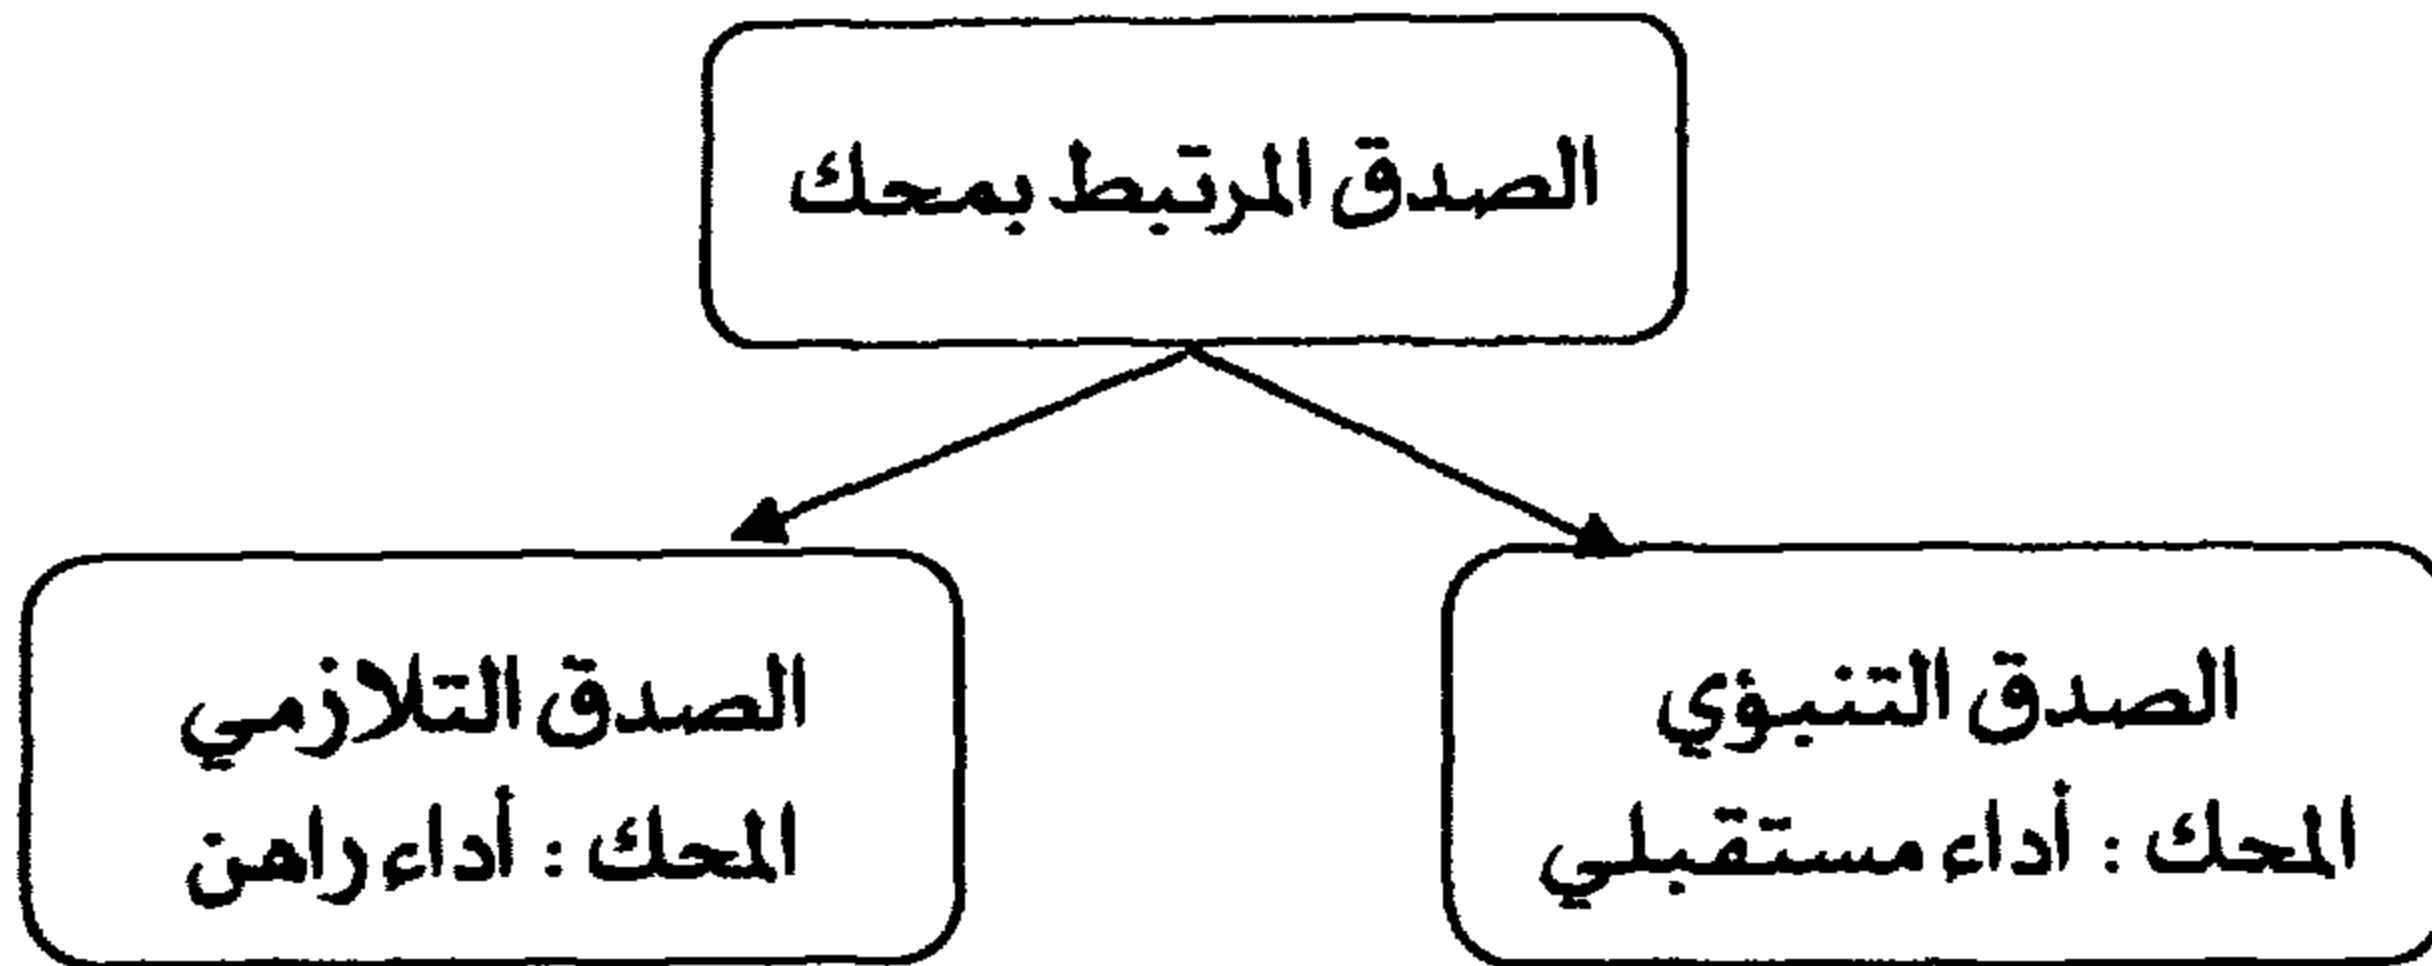 الصدق المرتبط بمحك
الصدق التنبؤي
المحك : أداء مستقبلي
الصدق التلازمي
المحك : أداء راهن